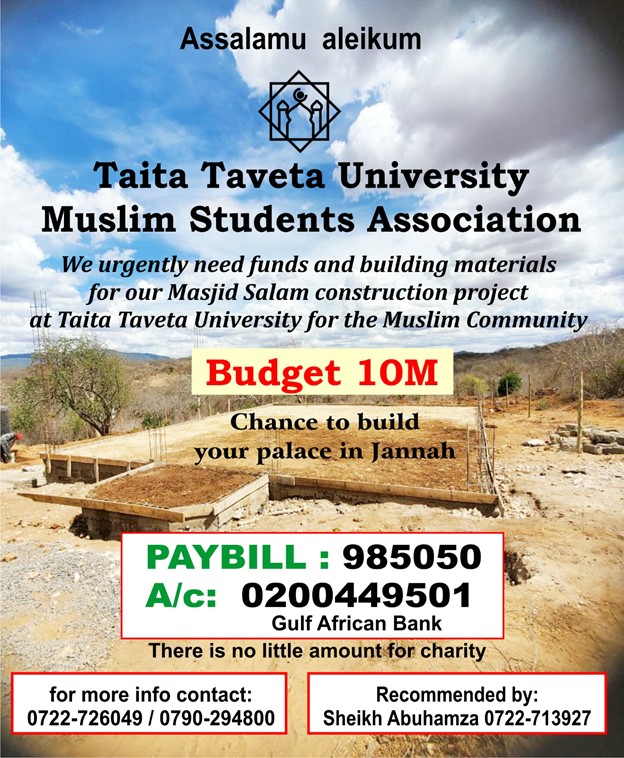 Assalamu aleikum
Taita Taveta University
Muslim Students Association
We urgently need funds and building materials
for our Masjid Salam construction project
at Taita Taveta University for the Muslim Community
Budget 10M
Chance to build
your palace in Jannah
PAYBILL : 985050
A/c: 0200449501
Gulf African Bank
There is no little amount for charity
for more info contact:
0722-726049 / 0790-294800
Recommended by:
Sheikh Abuhamza 0722-713927